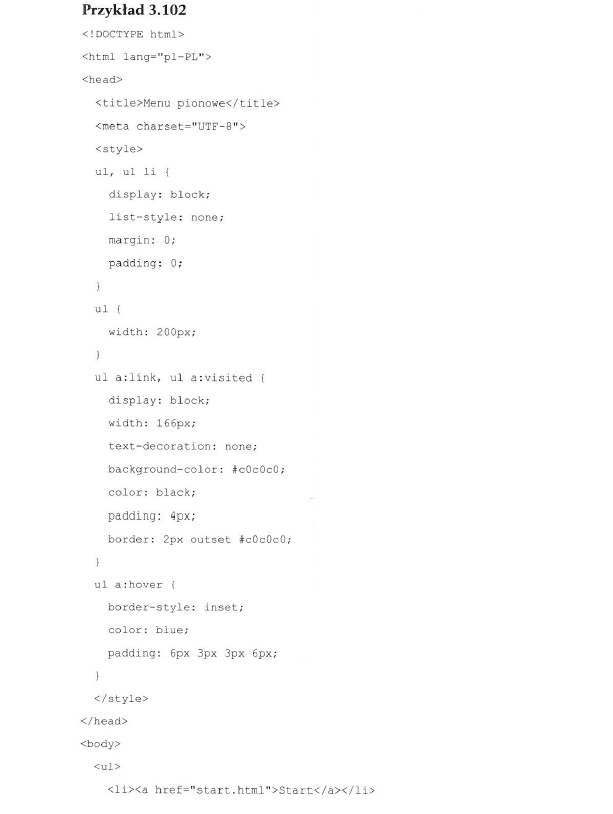 Przykład 3.102
<!DOCTYPE html>
<html lang="pl-PL">
<head>
<title>Menu pionowe</title>
<meta charset="UTF-8">
<style>
ul, ul li {
display: block;
list-style: none;
margin: 0;
padding: 0;
}
ul {
width: 200px;
}
ul a:link, ul a:visited {
display: block;
width: 166px;
text-decoration: none;
background-color: #c0c0c0;
color: black;
padding: 4px;
border: 2px outset #c0c0c0;
}
ul a:hover {
border-style: inset;
color: blue;
padding: 6px 3px 3px 6px;
}
</style>
</head>
<body>
<ul>
<li><a href="start.html">Start</a></li>